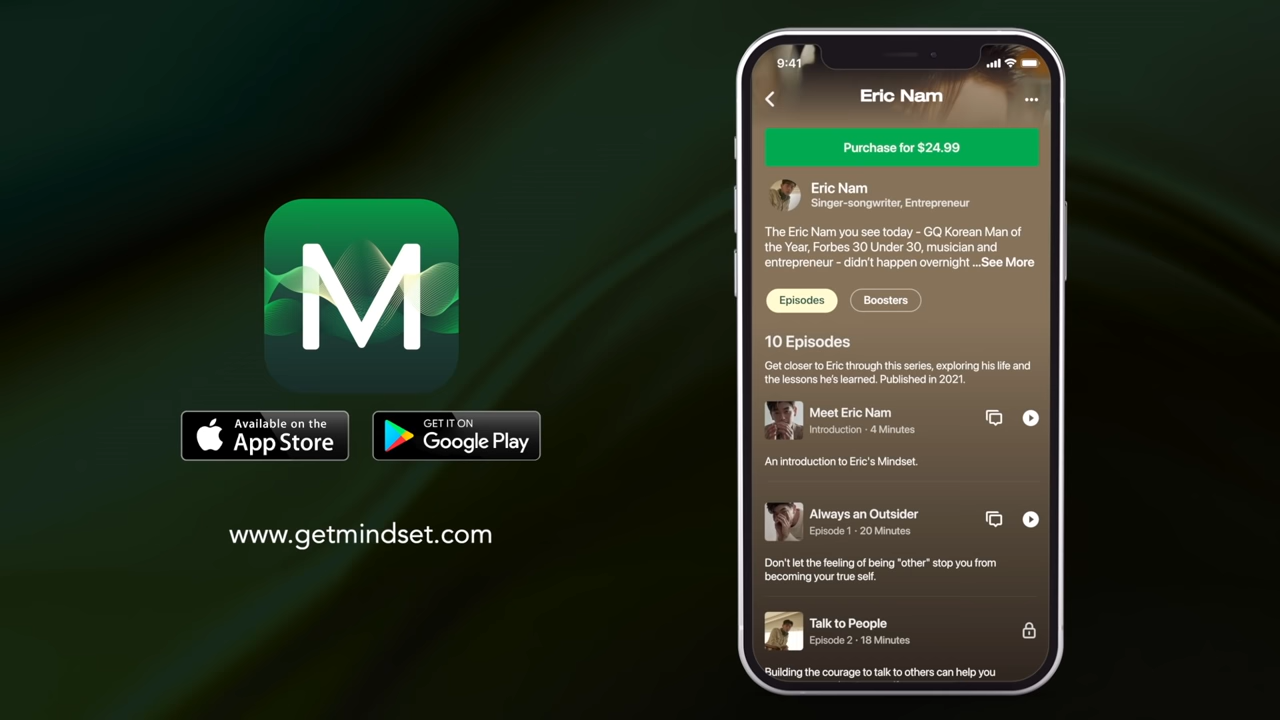 M
Available on the
App Store
GET IT ON
Google Play
www.getmindset.com
9:41
Eric Nam
Purchase for $24.99
Eric Nam
Singer-songwriter, Entrepreneur
The Eric Nam you see today - GQ Korean Man of
the Year, Forbes 30 Under 30, musician and
entrepreneur - didn't happen overnight ...See More
Episodes
Boosters
10 Episodes
Get closer to Eric through this series, exploring his life and
the lessons he's learned. Published in 2021.
Meet Eric Nam
Introduction · 4 Minutes
An introduction to Eric's Mindset.
Always an Outsider
Episode 1 · 20 Minutes
Don't let the feeling of being "other" stop you from
becoming your true self.
Talk to People
Episode 2 · 18 Minutes
Building the courage to talk to others can help you